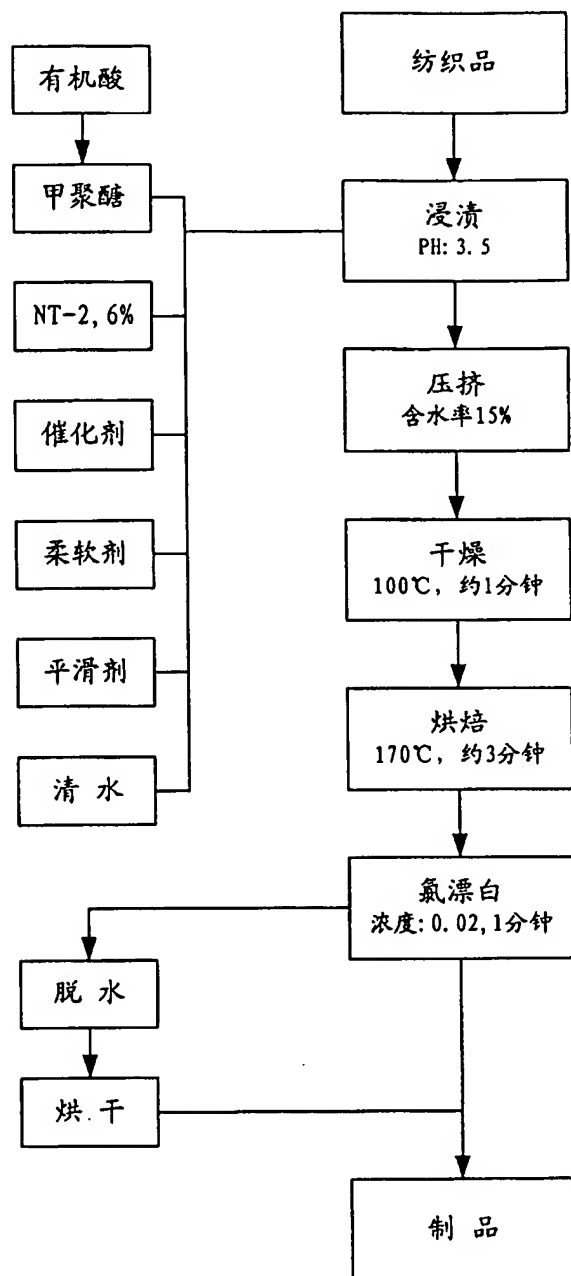 纺织品
有机酸
甲聚醣
浸渍
PH: 3.5
NT-2, 6%
压挤
含水率15%
催化剂
干燥
100℃, 约1分钟
柔软剂
平滑剂
烘焙
170℃, 约3分钟
清 水
氯漂白
浓度: 0.02, 1分钟
脱 水
烘 干
制 品